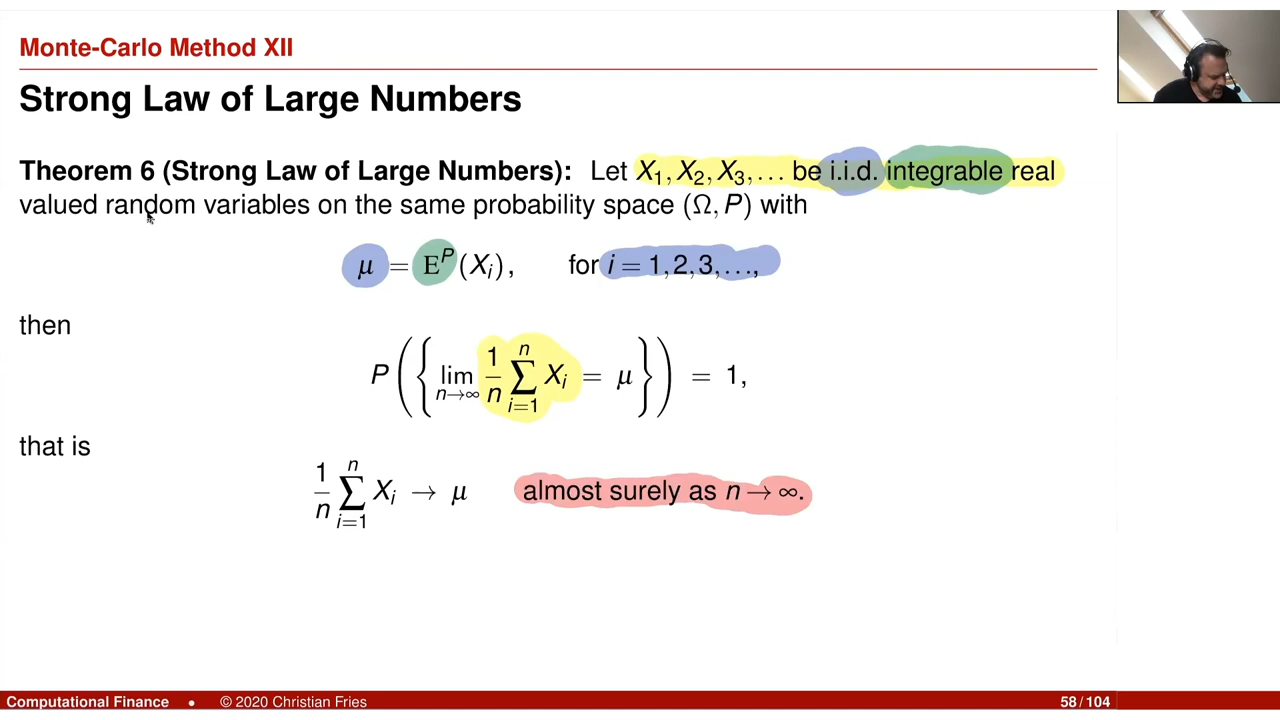 Monte-Carlo Method XII
Strong Law of Large Numbers
Theorem 6 (Strong Law of Large Numbers): Let X₁, X₂, X₃, … be i.i.d. integrable real
valued random variables on the same probability space (Ω, P) with
μ = Eᴾ(Xᵢ), for i = 1,2,3,…,
then
P({lim_{n→∞} 1/n ∑_{i=1}^{n} Xᵢ = μ}) = 1,
that is
1/n ∑_{i=1}^{n} Xᵢ → μ almost surely as n → ∞.
Computational Finance • © 2020 Christian Fries 58 / 104